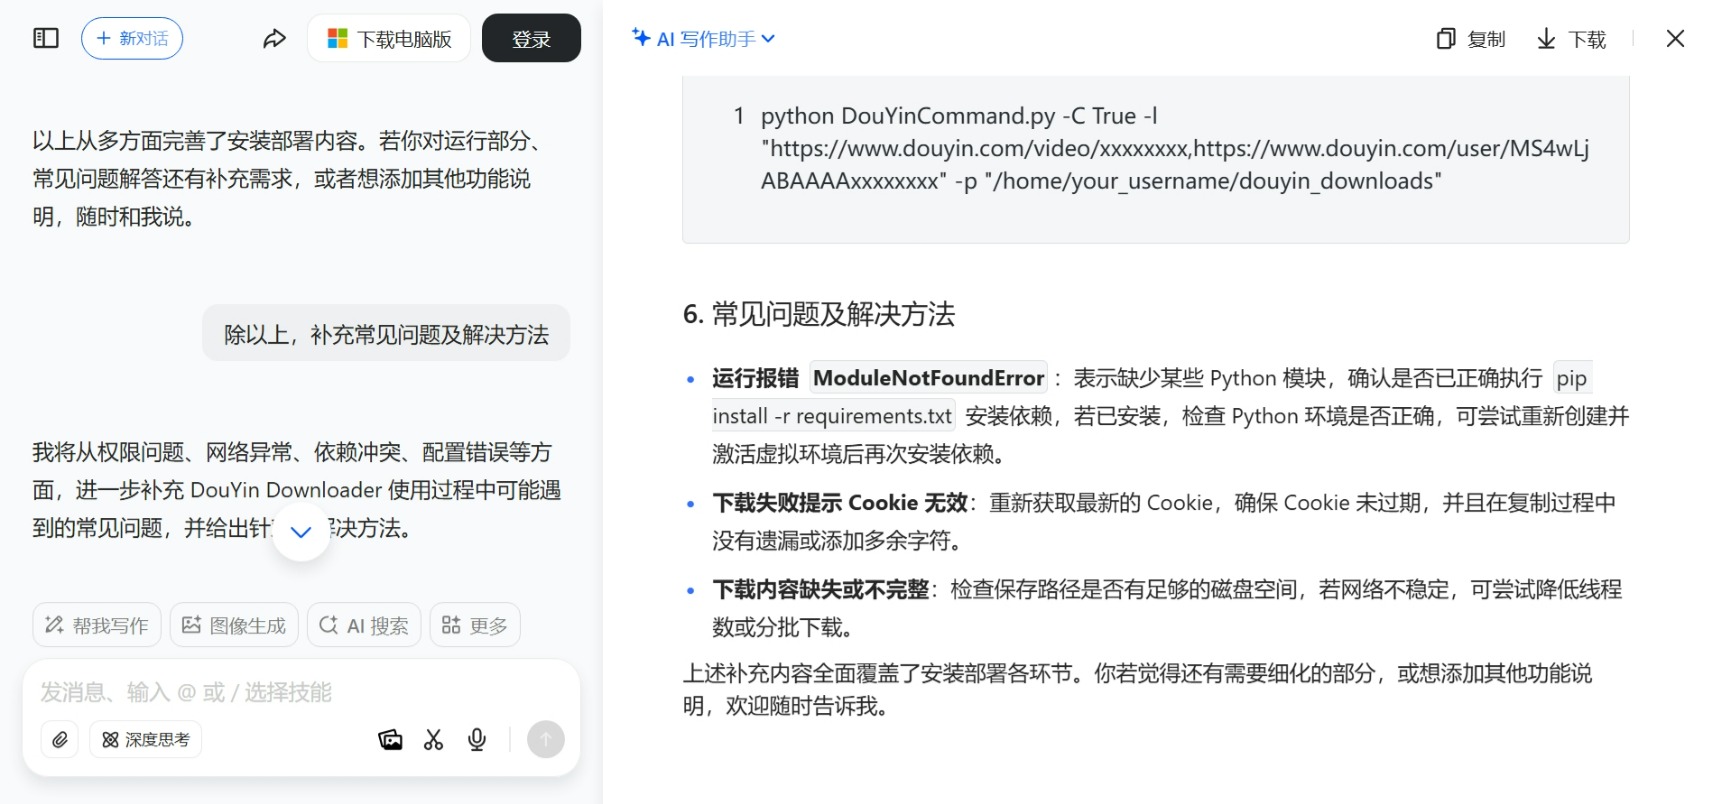 新对话
下载电脑版
登录
以上从多方面完善了安装部署内容。若你对运行部分、
常见问题解答还有补充需求，或者想添加其他功能说
明，随时和我说。
除以上，补充常见问题及解决方法
我将从权限问题、网络异常、依赖冲突、配置错误等方
面，进一步补充 DouYin Downloader 使用过程中可能遇
到的常见问题，并给出针 解决方法。
帮我写作
图像生成
AI 搜索
更多
发消息、输入 @ 或 / 选择技能
深度思考
AI 写作助手
复制
下载
1 python DouYinCommand.py -C True -l
"https://www.douyin.com/video/xxxxxxxx,https://www.douyin.com/user/MS4wLj
ABAAAAxxxxxxxx" -p "/home/your_username/douyin_downloads"
6. 常见问题及解决方法
• 运行报错 ModuleNotFoundError ：表示缺少某些 Python 模块，确认是否已正确执行 pip
install -r requirements.txt 安装依赖，若已安装，检查 Python 环境是否正确，可尝试重新创建并
激活虚拟环境后再次安装依赖。
• 下载失败提示 Cookie 无效：重新获取最新的 Cookie，确保 Cookie 未过期，并且在复制过程中
没有遗漏或添加多余字符。
• 下载内容缺失或不完整：检查保存路径是否有足够的磁盘空间，若网络不稳定，可尝试降低线程
数或分批下载。
上述补充内容全面覆盖了安装部署各环节。你若觉得还有需要细化的部分，或想添加其他功能说
明，欢迎随时告诉我。